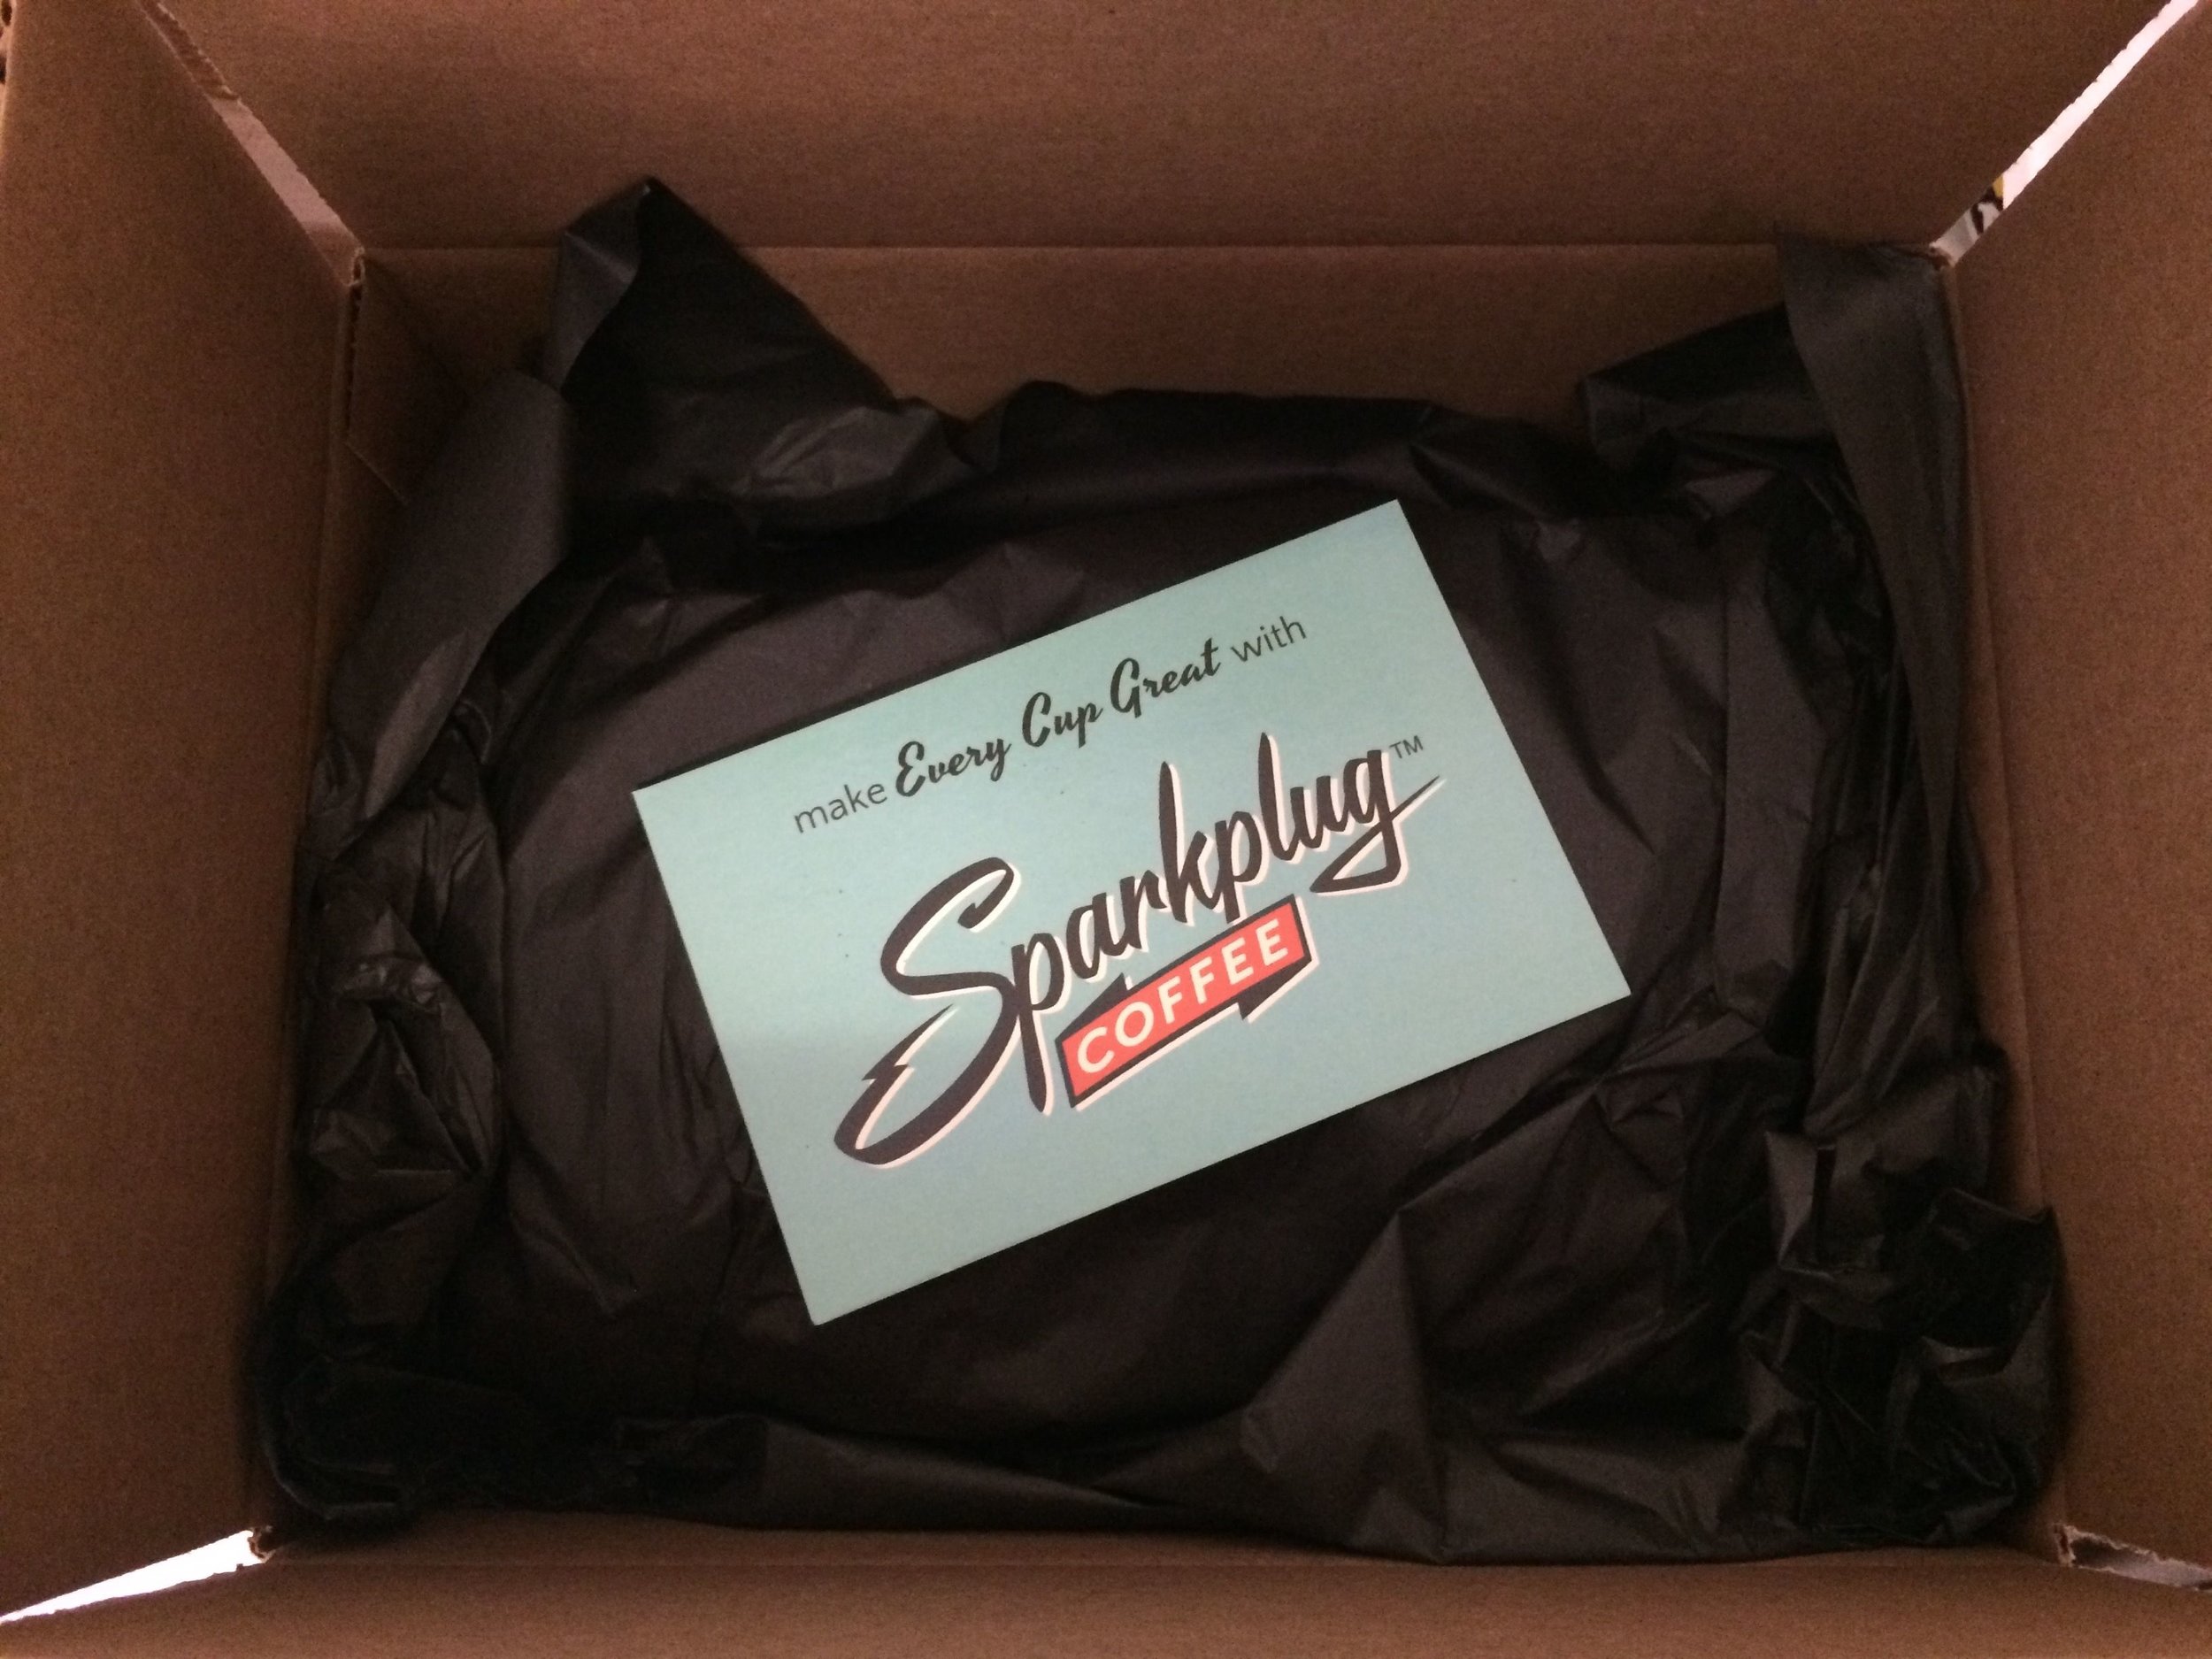 make Every Cup Great with
Sparkplug™
COFFEE